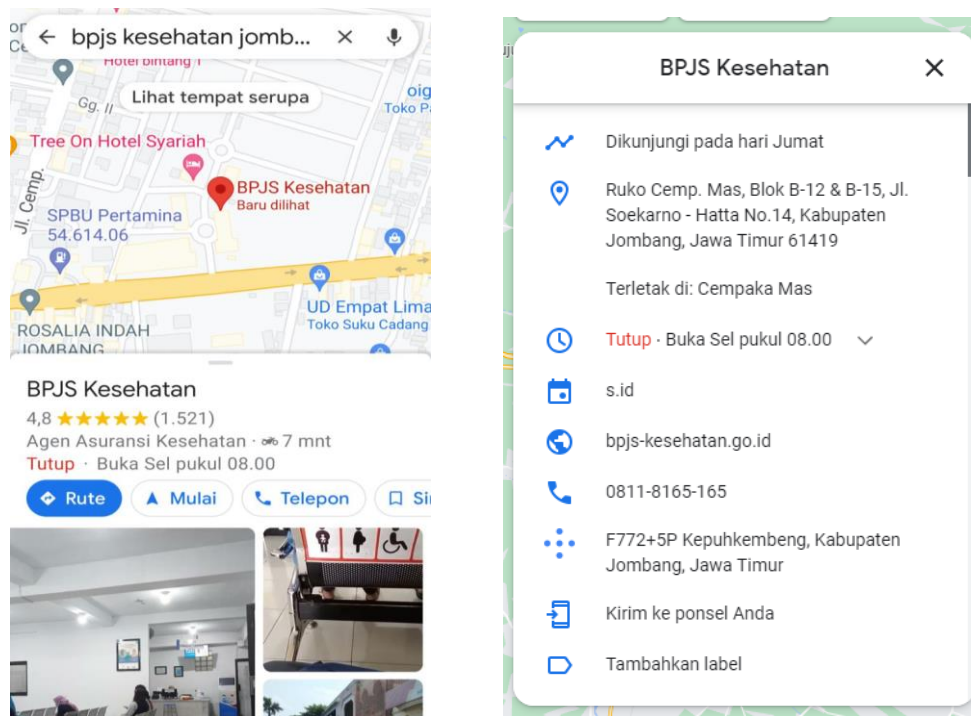 bpjs kesehatan jomb...
Hotel bintang 1
Lihat tempat serupa
Gg. II
Toko P
Tree On Hotel Syariah
BPJS Kesehatan
Baru dilihat
Jl. Cemp.
SPBU Pertamina
54.614.06
UD Empat Lima
Toko Suku Cadang
ROSALIA INDAH
JOMBANG
BPJS Kesehatan
4,8 (1.521)
Agen Asuransi Kesehatan · 7 mnt
Tutup · Buka Sel pukul 08.00
Rute
Mulai
Telepon
Si
BPJS Kesehatan
Dikunjungi pada hari Jumat
Ruko Cemp. Mas, Blok B-12 & B-15, Jl.
Soekarno - Hatta No.14, Kabupaten
Jombang, Jawa Timur 61419
Terletak di: Cempaka Mas
Tutup · Buka Sel pukul 08.00
s.id
bpjs-kesehatan.go.id
0811-8165-165
F772+5P Kepuhkembeng, Kabupaten
Jombang, Jawa Timur
Kirim ke ponsel Anda
Tambahkan label